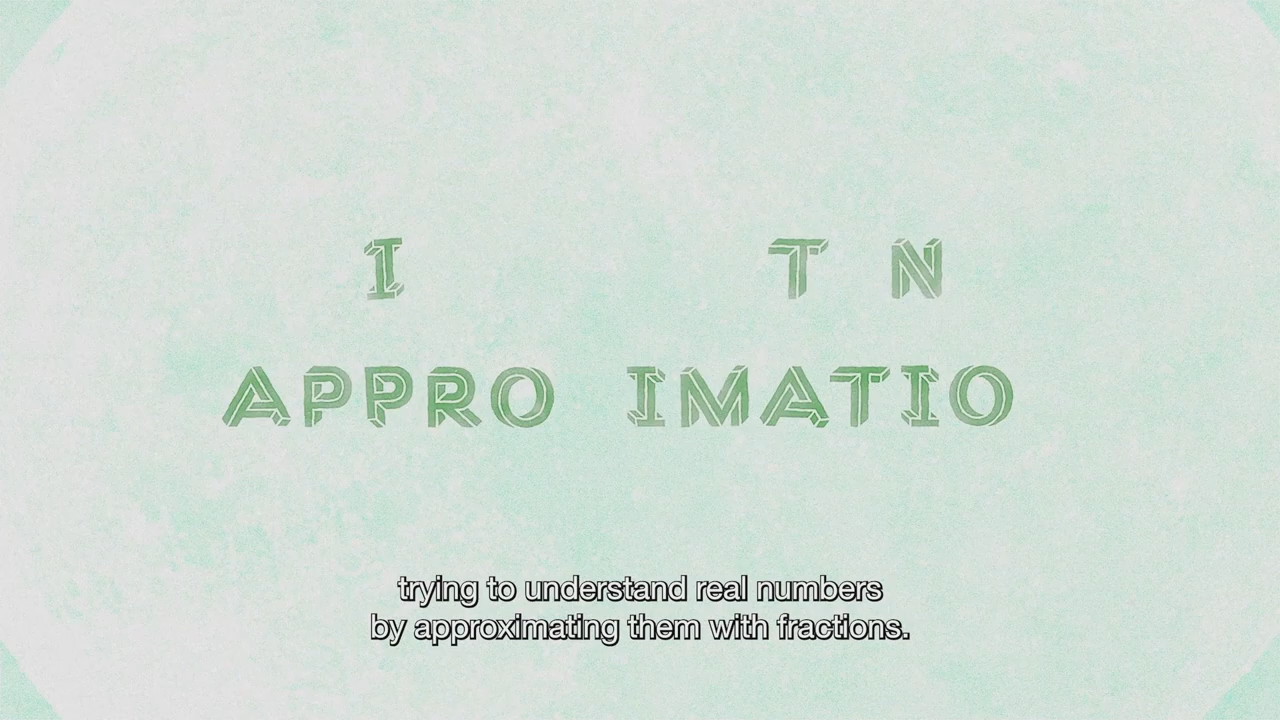 I T N
APPRO IMATIO
trying to understand real numbers
by approximating them with fractions.